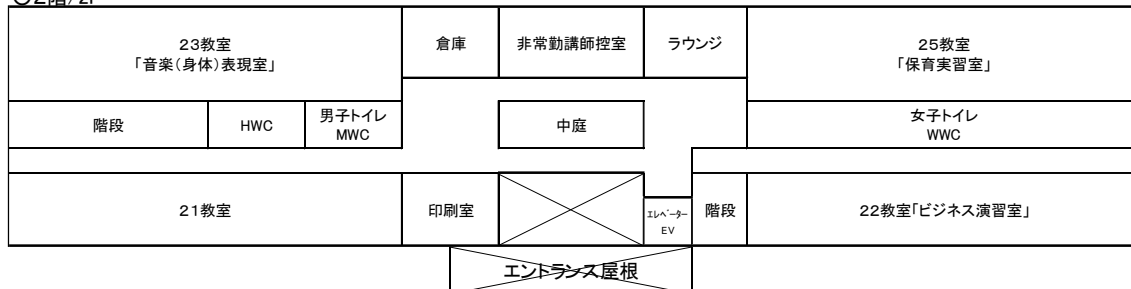 ○2階/2F
23教室
「音楽(身体)表現室」
倉庫
非常勤講師控室
ラウンジ
25教室
「保育実習室」
階段
HWC
男子トイレ
MWC
中庭
女子トイレ
WWC
21教室
印刷室
エレベーター
EV
階段
22教室「ビジネス演習室」
エントランス屋根